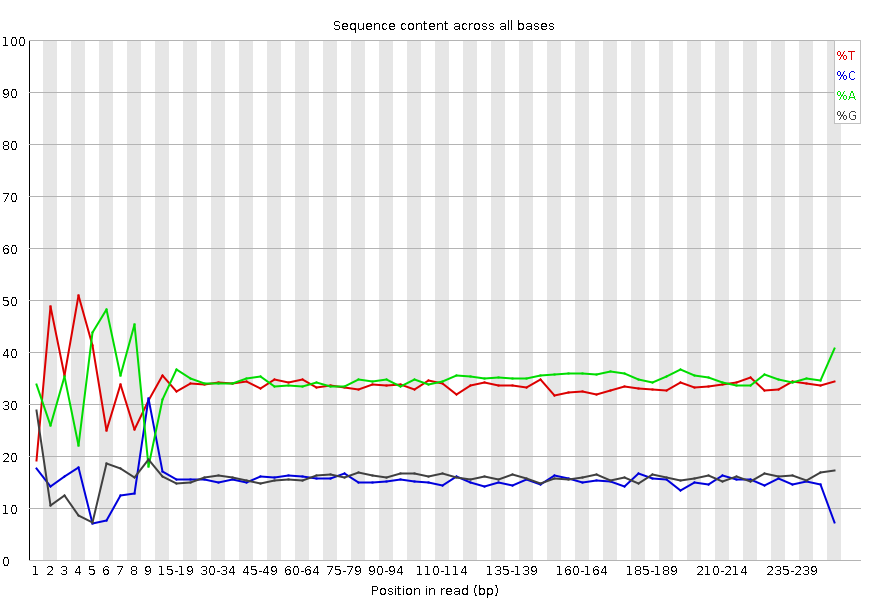 Sequence content across all bases
100
90
80
70
60
50
40
30
20
10
0
%T
%C
%A
%G
1 2 3 4 5 6 7 8 9 15-19 30-34 45-49 60-64 75-79 90-94 110-114 135-139 160-164 185-189 210-214 235-239
Position in read (bp)